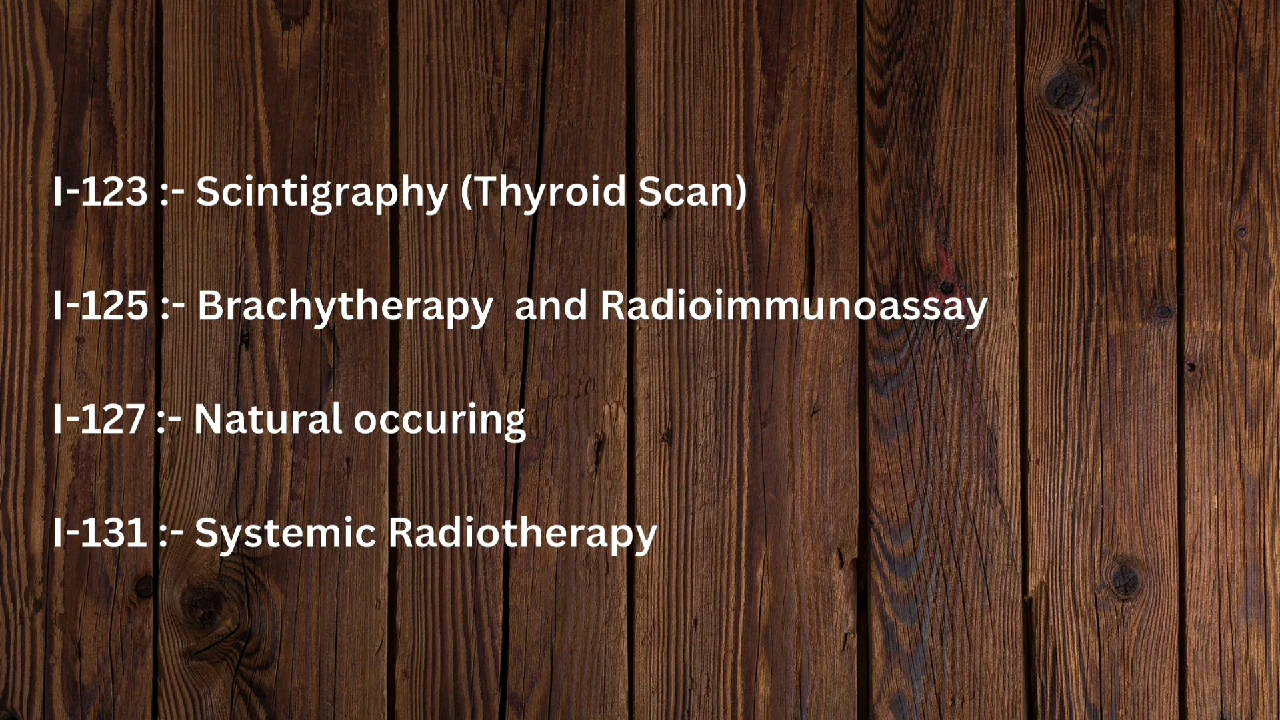 I-123 :- Scintigraphy (Thyroid Scan)
I-125 :- Brachytherapy  and Radioimmunoassay
I-127 :- Natural occuring
I-131 :- Systemic Radiotherapy